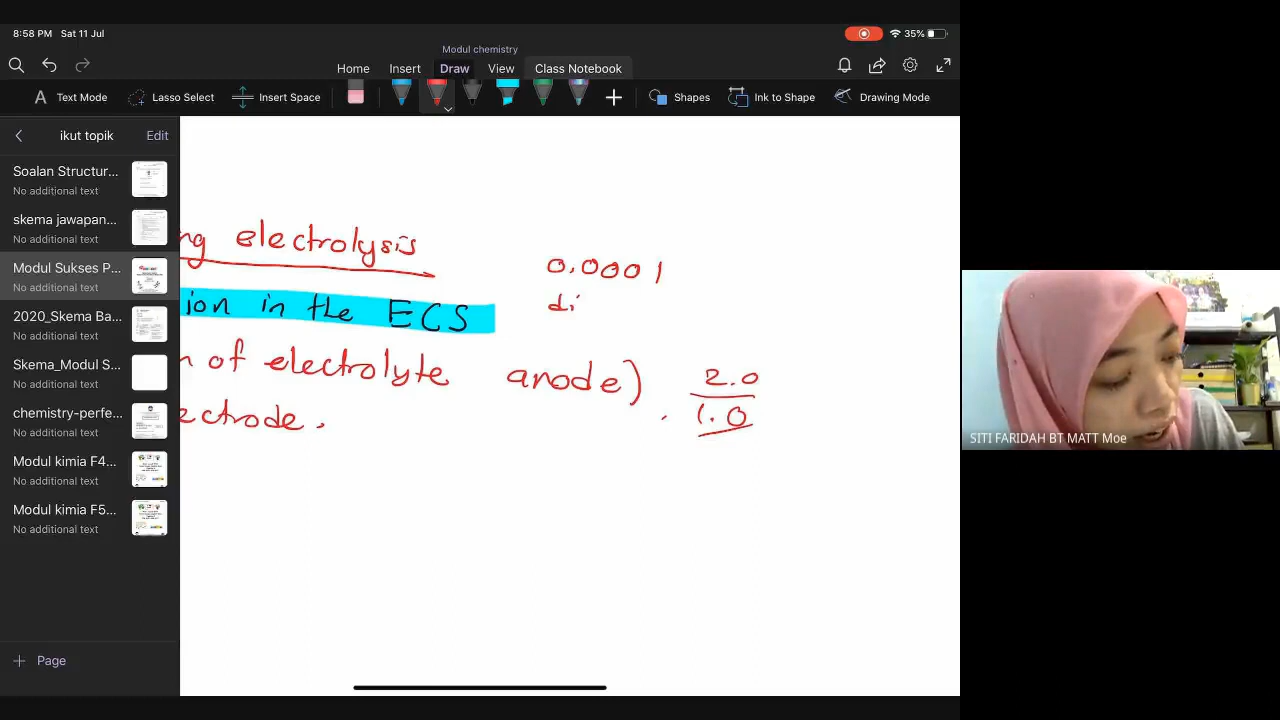 8:58 PM Sat 11 Jul
35%
Modul chemistry
Home Insert Draw View Class Notebook
Text Mode Lasso Select Insert Space Shapes Ink to Shape Drawing Mode
ikut topik Edit
Soalan Structur...
No additional text
skema jawapan...
No additional text
Modul Sukses P...
No additional text
2020_Skema Ba...
No additional text
Skema_Modul S...
No additional text
chemistry-perfe...
No additional text
Modul kimia F4...
No additional text
Modul kimia F5...
No additional text
Page
ng electrolysis
ion in the ECS
n of electrolyte anode)
ectrode.
0.0001
di
2.0
1.0
SITI FARIDAH BT MATT Moe